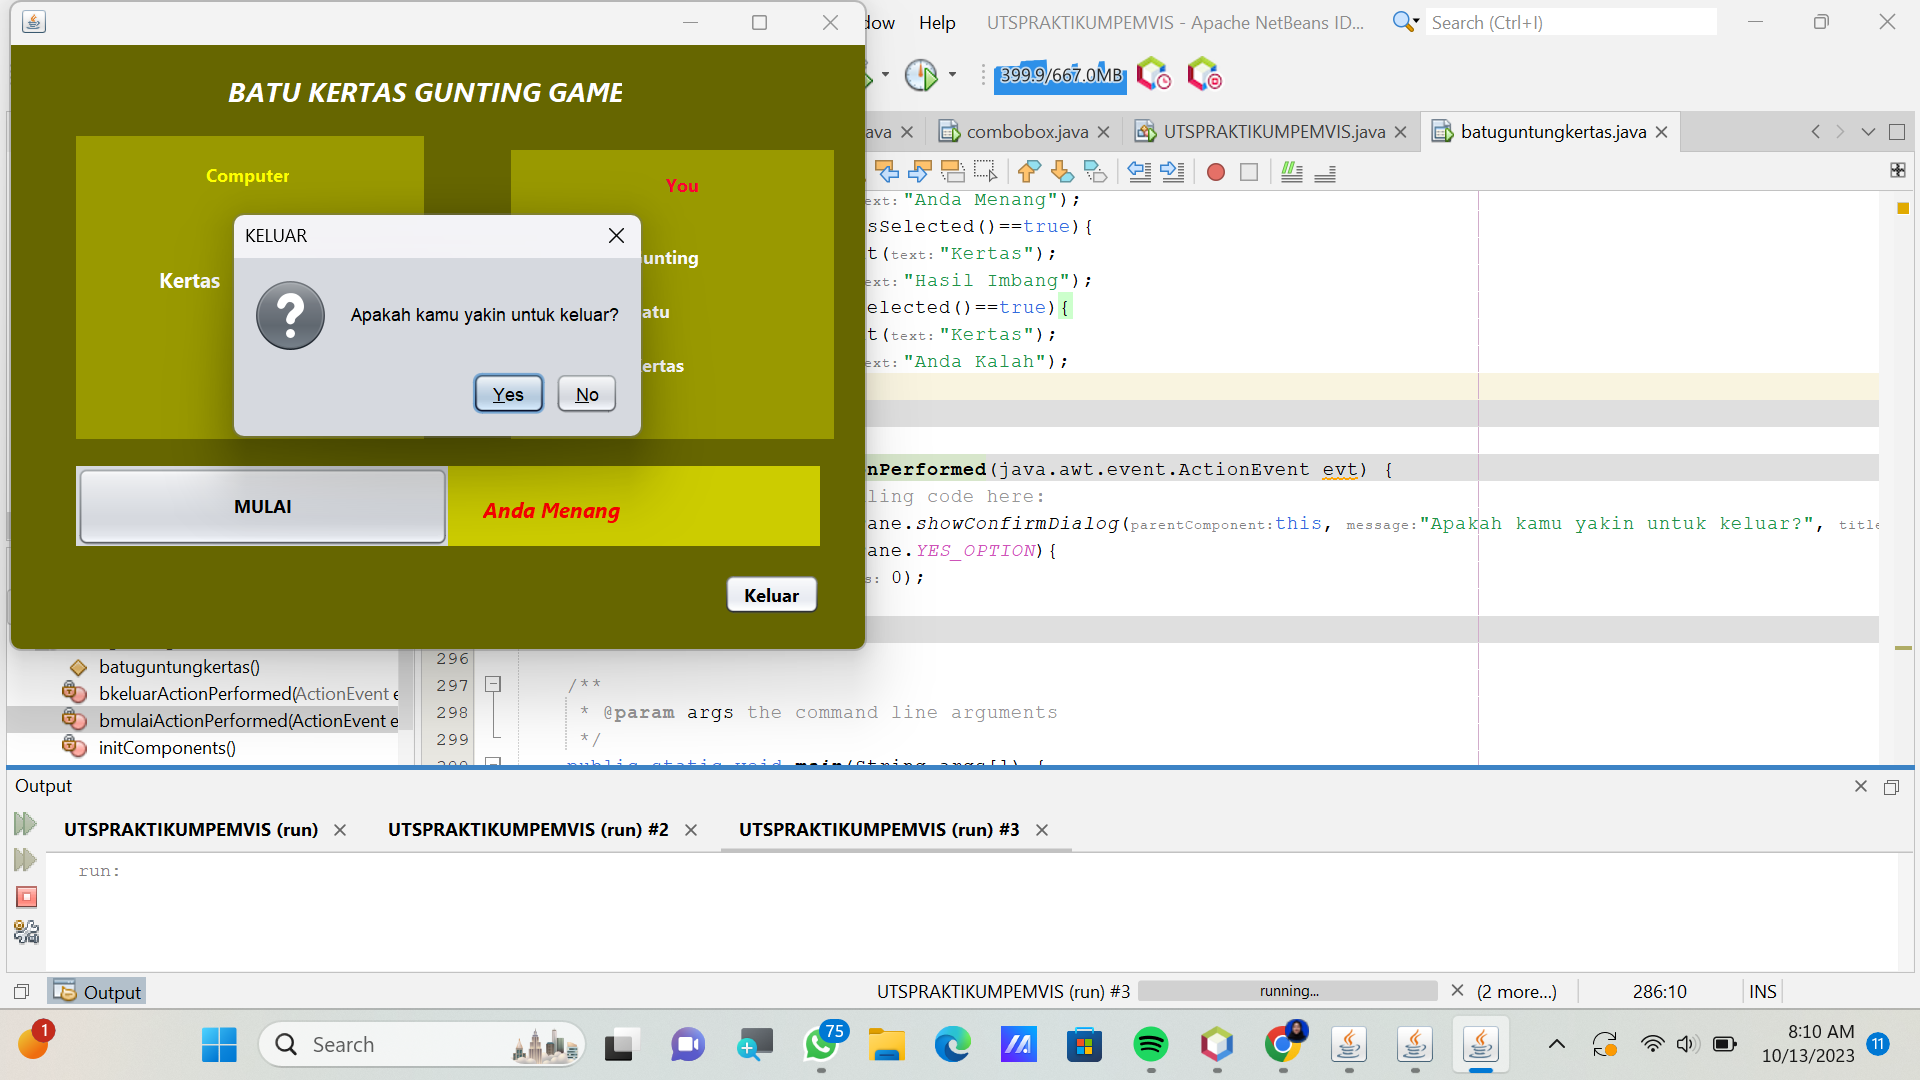 dow Help UTSPRAKTIKUMPEMVIS - Apache NetBeans ID... Search (Ctrl+I)
399.9/667.0MB
BATU KERTAS GUNTING GAME
ava combobox.java UTSPRAKTIKUMPEMVIS.java batuguntungkertas.java
Computer
You
Kertas
unting
atu
ertas
KELUAR
Apakah kamu yakin untuk keluar?
Yes No
MULAI
Anda Menang
Keluar
ext: "Anda Menang");
sSelected()==true){
t(text: "Kertas");
ext: "Hasil Imbang");
elected()==true){
t(text: "Kertas");
ext: "Anda Kalah");
nPerformed(java.awt.event.ActionEvent evt) {
ling code here:
ane.showConfirmDialog(parentComponent: this, message: "Apakah kamu yakin untuk keluar?", title
ane.YES_OPTION){
s: 0);
296
297 /**
298 * @param args the command line arguments
299 */
public static void main(String args[]) {
batuguntungkertas()
bkeluarActionPerformed(ActionEvent e
bmulaiActionPerformed(ActionEvent e
initComponents()
Output
UTSPRAKTIKUMPEMVIS (run) UTSPRAKTIKUMPEMVIS (run) #2 UTSPRAKTIKUMPEMVIS (run) #3
run:
Output
UTSPRAKTIKUMPEMVIS (run) #3 running... (2 more...) 286:10 INS
1
Search
75
8:10 AM
10/13/2023
11